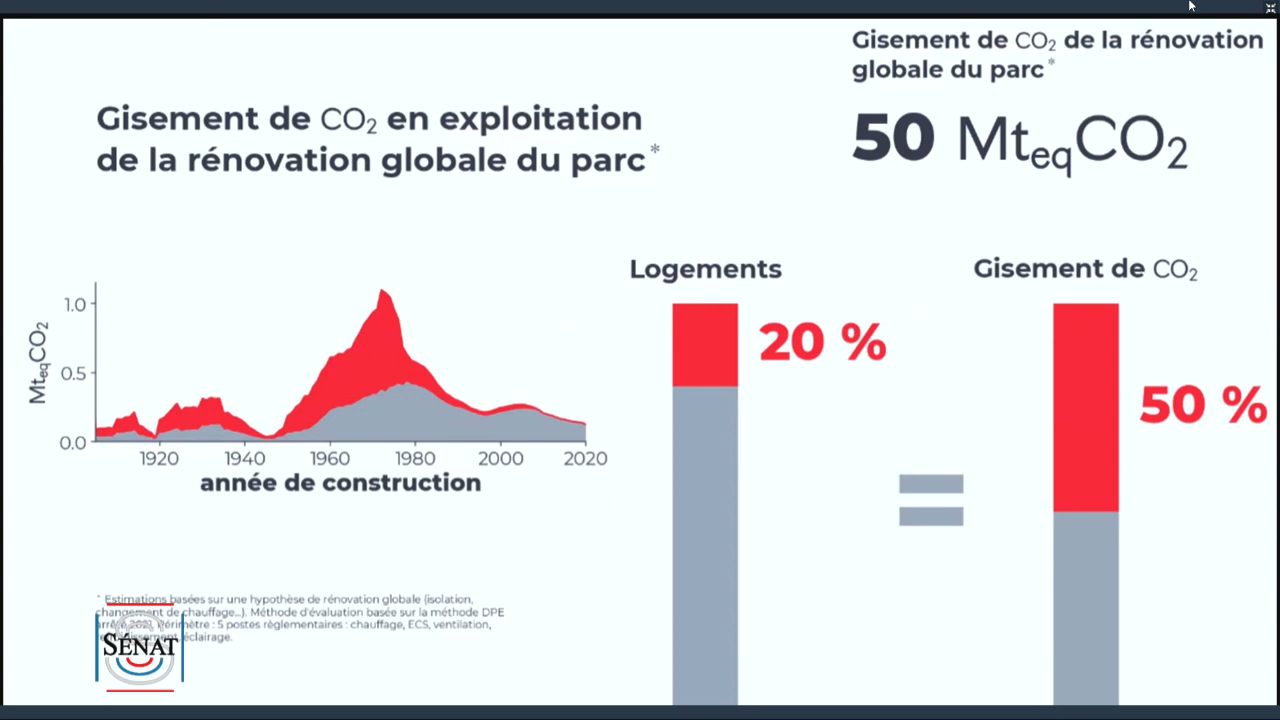 Gisement de CO₂ de la rénovation
globale du parc*
Gisement de CO₂ en exploitation
de la rénovation globale du parc*
50 MteqCO₂
Logements
Gisement de CO₂
20 %
50 %
MteqCO₂
1.0
0.5
0.0
1920 1940 1960 1980 2000 2020
année de construction
* Estimations basées sur une hypothèse de rénovation globale (isolation,
changement de chauffage...). Méthode d'évaluation basée sur la méthode DPE
périmètre : 5 postes règlementaires : chauffage, ECS, ventilation,
éclairage.
SÉNAT